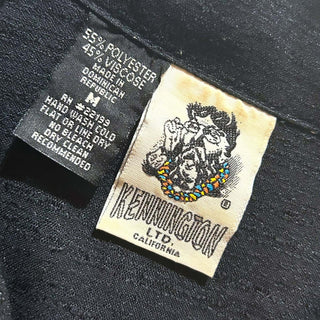 55% POLYESTER
45% VISCOSE
MADE IN
DOMINICAN
REPUBLIC
M
RN #22199
HAND WASH COLD
FLAT OR LINE DRY
NO BLEACH
DRY CLEAN
RECOMMENDED
KENNINGTON
LTD.
CALIFORNIA